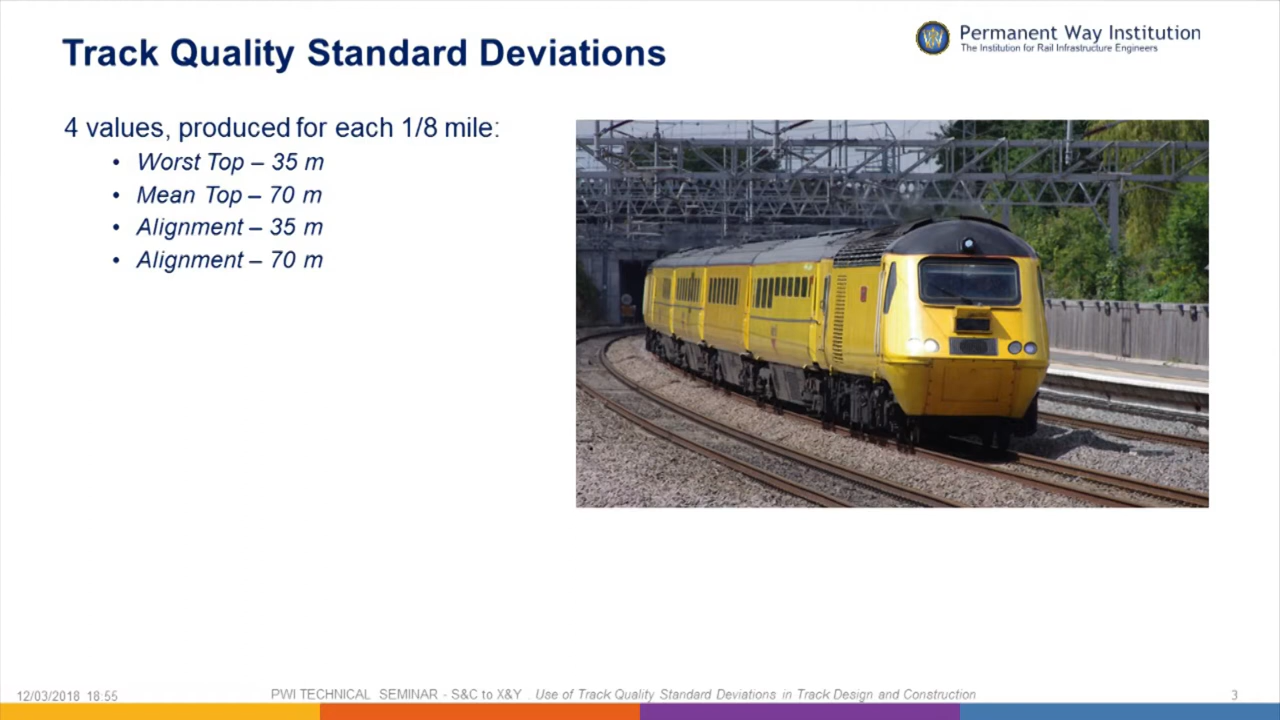 Track Quality Standard Deviations
Permanent Way Institution
The Institution for Rail Infrastructure Engineers
4 values, produced for each 1/8 mile:
• Worst Top – 35 m
• Mean Top – 70 m
• Alignment – 35 m
• Alignment – 70 m
12/03/2018 18:55
PWI TECHNICAL SEMINAR - S&C to X&Y . Use of Track Quality Standard Deviations in Track Design and Construction
3